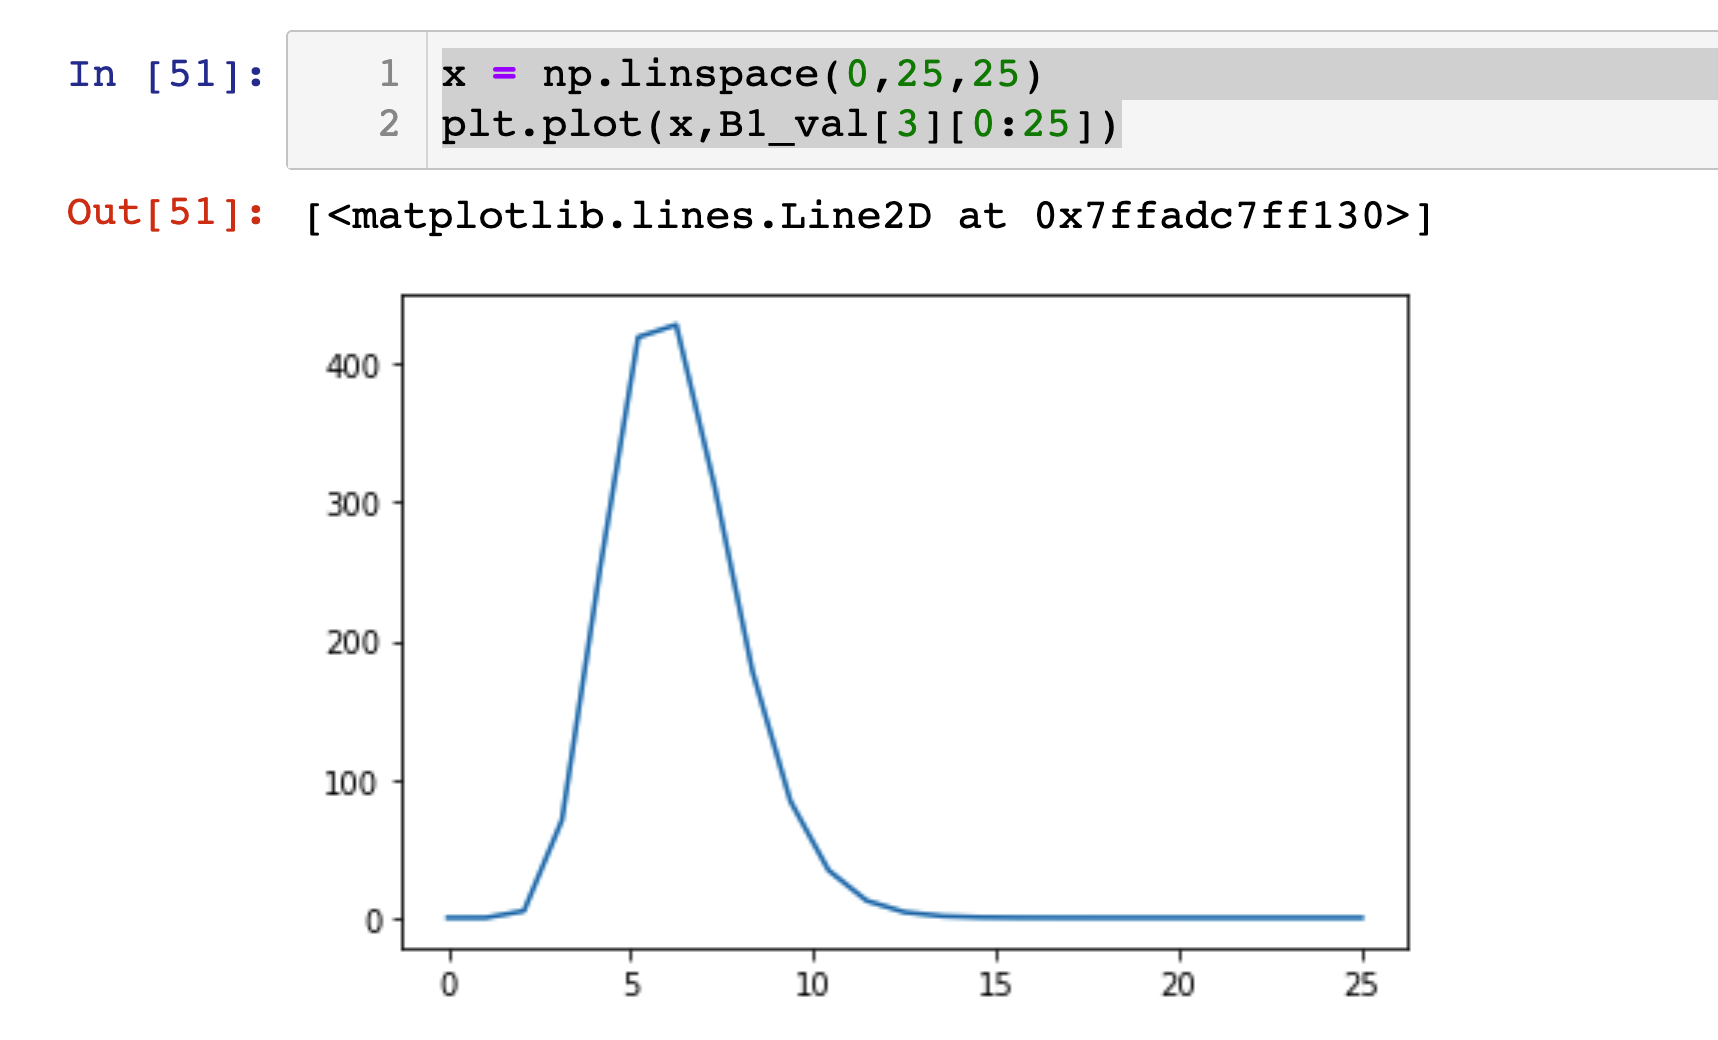 In [51]:
1 x = np.linspace(0,25,25)
2 plt.plot(x,B1_val[3][0:25])
Out[51]: [<matplotlib.lines.Line2D at 0x7ffadc7ff130>]
400
300
200
100
0
0 5 10 15 20 25